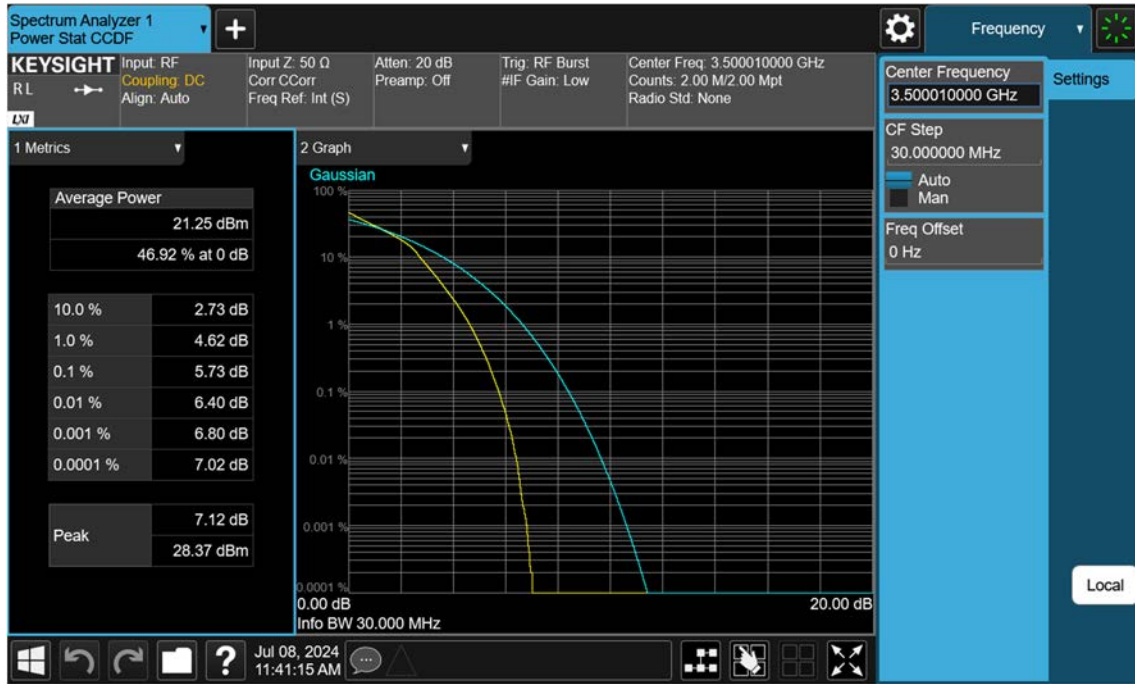 Spectrum Analyzer 1
Power Stat CCDF
+
Frequency
KEYSIGHT
RL
LXI
Input: RF
Coupling: DC
Align: Auto
Input Z: 50 Ω
Corr CCorr
Freq Ref: Int (S)
Atten: 20 dB
Preamp: Off
Trig: RF Burst
#IF Gain: Low
Center Freq: 3.500010000 GHz
Counts: 2.00 M/2.00 Mpt
Radio Std: None
Center Frequency
3.500010000 GHz
Settings
CF Step
30.000000 MHz
Auto
Man
Freq Offset
0 Hz
1 Metrics
Average Power
21.25 dBm
46.92 % at 0 dB
10.0 % 2.73 dB
1.0 % 4.62 dB
0.1 % 5.73 dB
0.01 % 6.40 dB
0.001 % 6.80 dB
0.0001 % 7.02 dB
Peak
7.12 dB
28.37 dBm
2 Graph
Gaussian
100 %
10 %
1 %
0.1 %
0.01 %
0.001 %
0.0001 %
0.00 dB 20.00 dB
Info BW 30.000 MHz
Local
?
Jul 08, 2024
11:41:15 AM